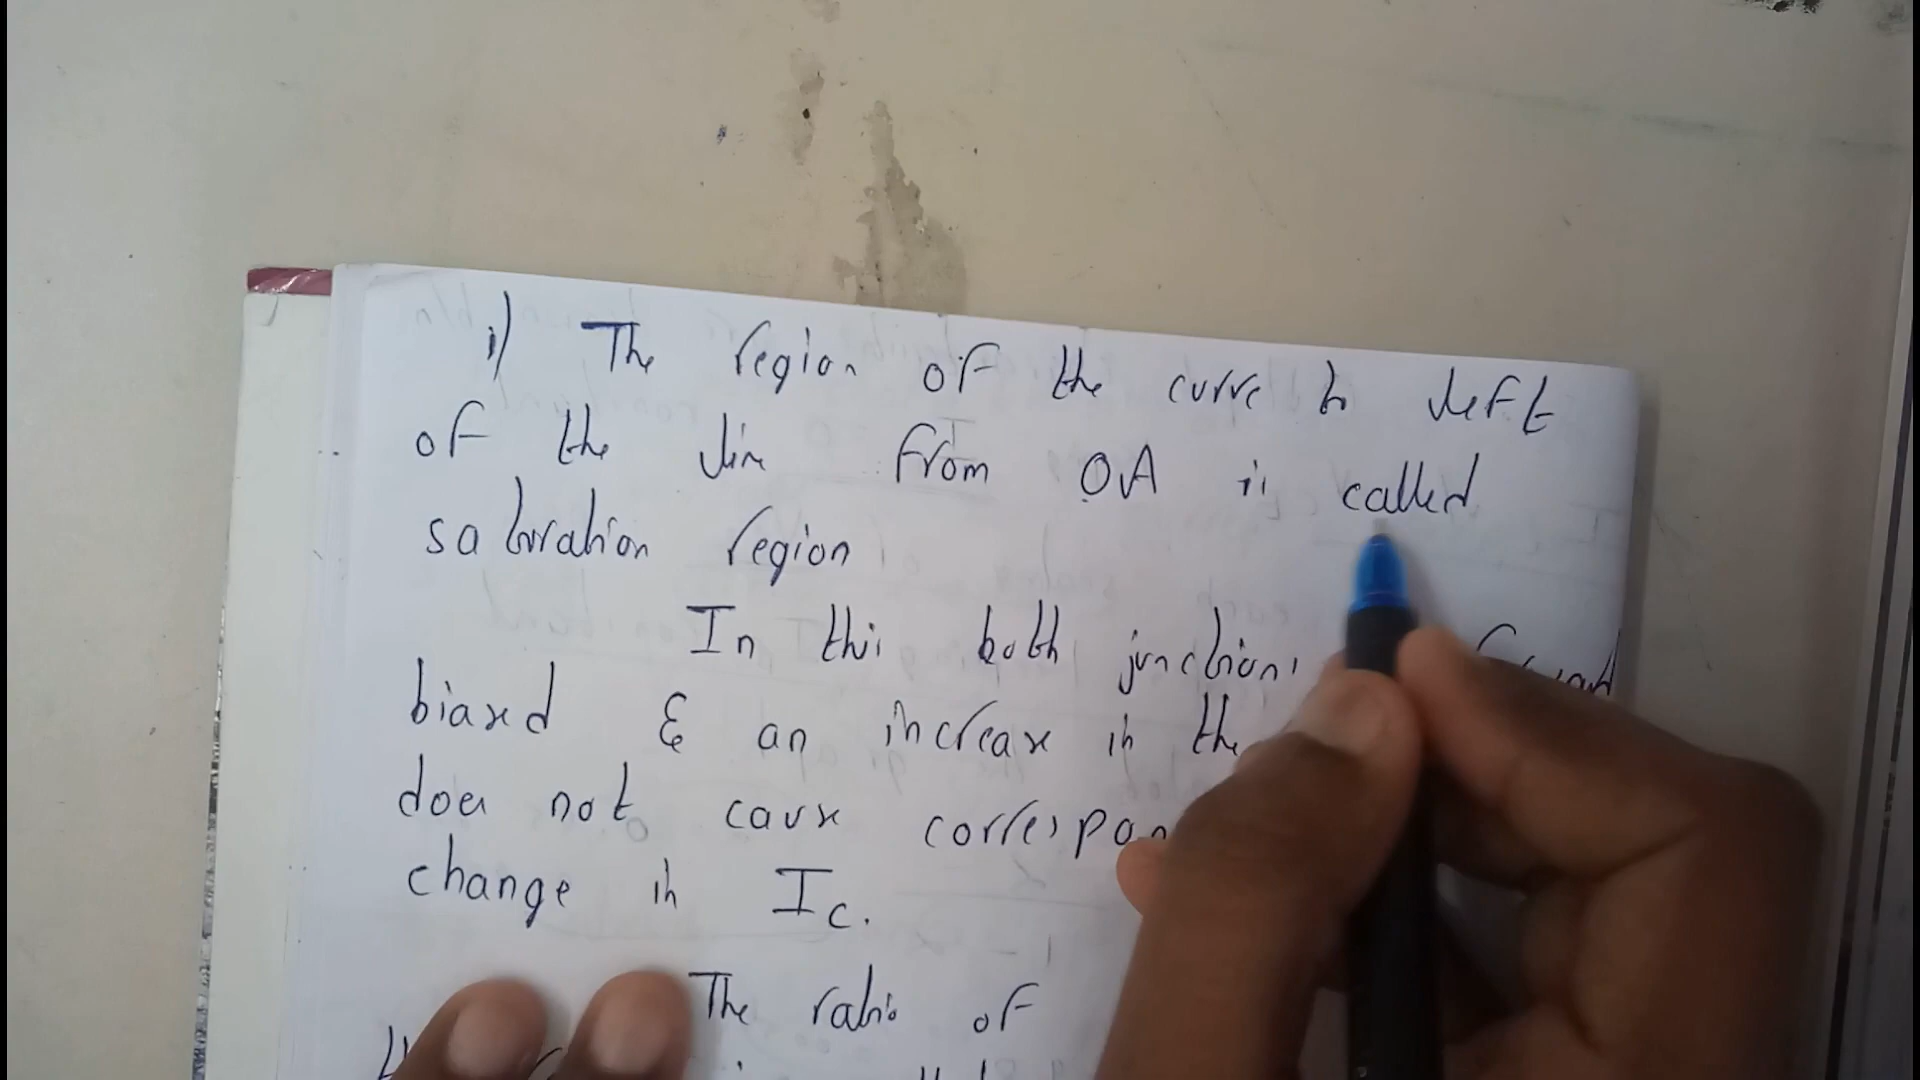 1) The region of the curve to left
of the line from OA is called
saturation region
In this both junctions
biased & an increase in the
does not cause
change in Ic.
The ratio of